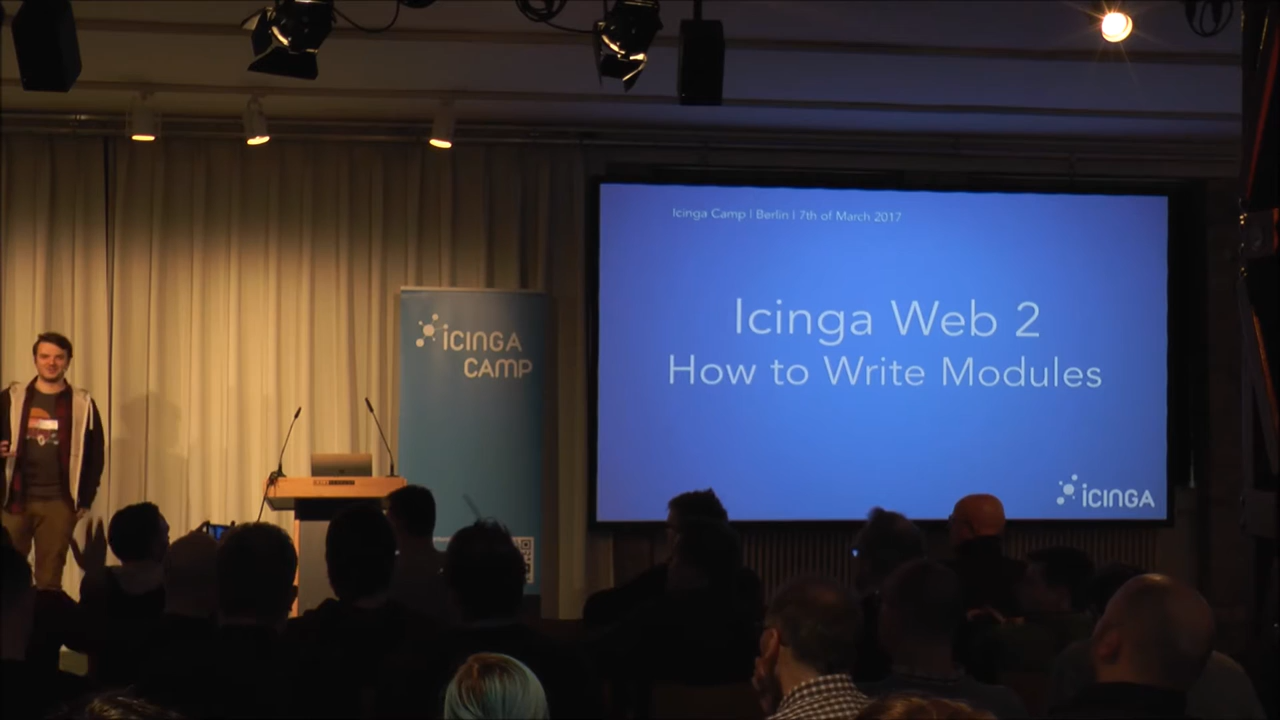 Icinga Camp | Berlin | 7th of March 2017
Icinga Web 2
How to Write Modules
ICINGA
ICINGA
CAMP